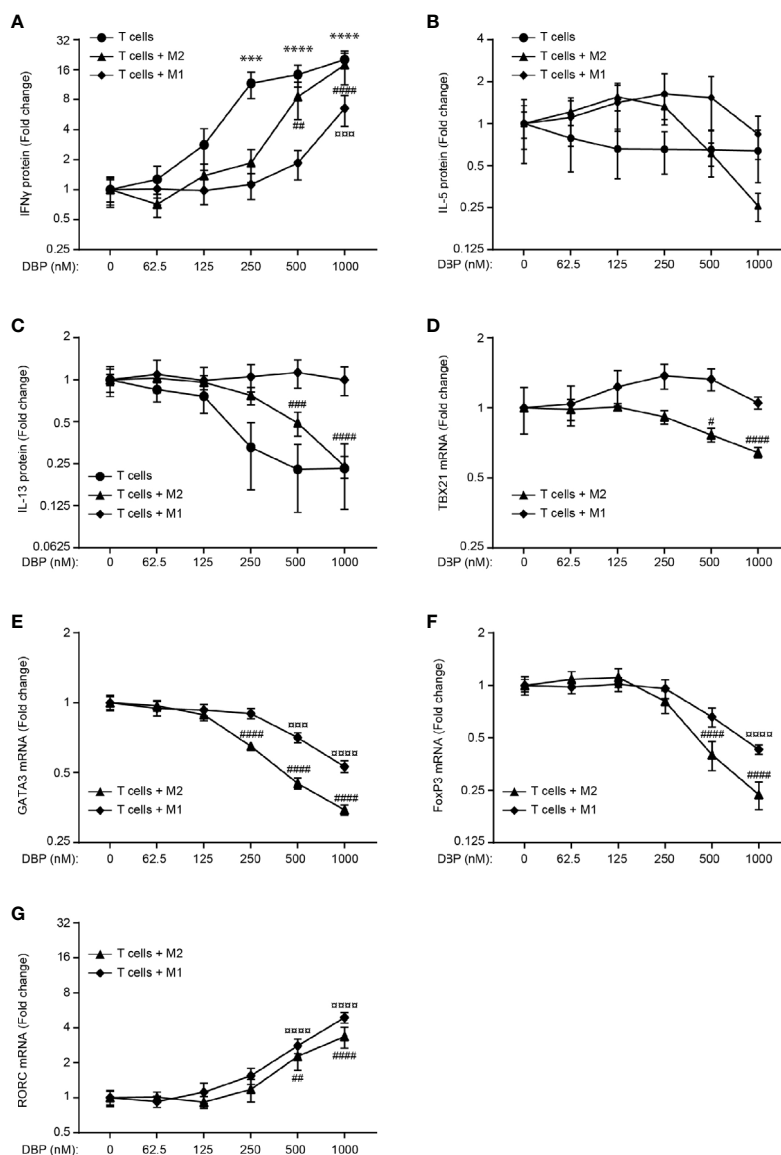 A
T cells
T cells + M2
T cells + M1
IFNγ protein (Fold change)
32
16
8
4
2
1
0.5
0.25
***
****
****
##
####
¤¤¤
DBP (nM):
0
62.5
125
250
500
1000
B
T cells
T cells + M2
T cells + M1
IL-5 protein (Fold change)
4
2
1
0.5
0.25
0.125
DBP (nM):
0
62.5
125
250
500
1000
C
IL-13 protein (Fold change)
2
1
0.5
0.25
0.125
0.0625
###
####
T cells
T cells + M2
T cells + M1
DBP (nM):
0
62.5
125
250
500
1000
D
TBX21 mRNA (Fold change)
2
1
0.5
0.25
#
####
T cells + M2
T cells + M1
DBP (nM):
0
62.5
125
250
500
1000
E
GATA3 mRNA (Fold change)
2
1
0.5
0.25
¤¤¤
¤¤¤¤
####
####
####
T cells + M2
T cells + M1
DBP (nM):
0
62.5
125
250
500
1000
F
FoxP3 mRNA (Fold change)
2
1
0.5
0.25
0.125
####
¤¤¤¤
####
T cells + M2
T cells + M1
DBP (nM):
0
62.5
125
250
500
1000
G
T cells + M2
T cells + M1
RORC mRNA (Fold change)
32
16
8
4
2
1
0.5
¤¤¤¤
¤¤¤¤
##
####
DBP (nM):
0
62.5
125
250
500
1000